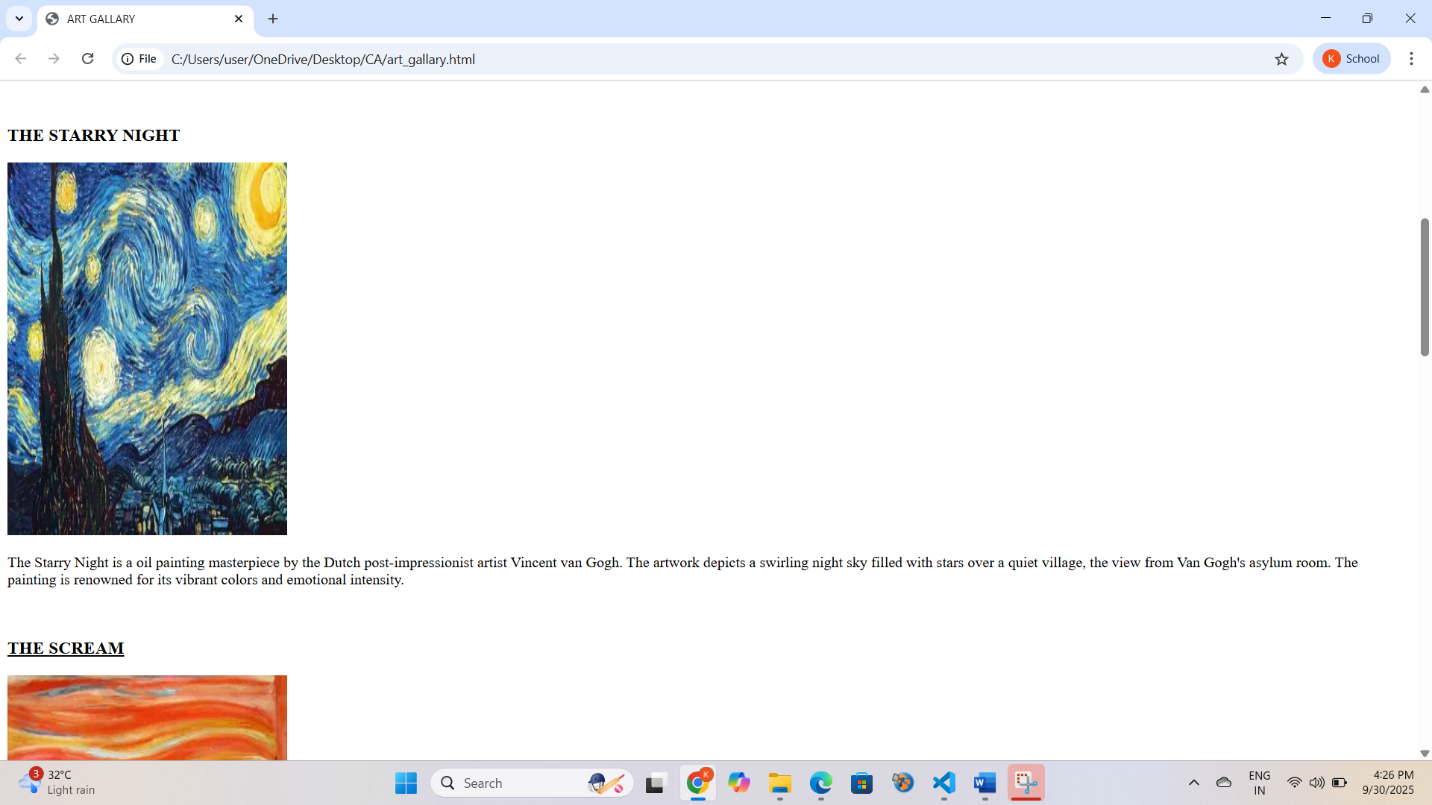 ART GALLARY
File
C:/Users/user/OneDrive/Desktop/CA/art_gallary.html
K
School
THE STARRY NIGHT
The Starry Night is a oil painting masterpiece by the Dutch post-impressionist artist Vincent van Gogh. The artwork depicts a swirling night sky filled with stars over a quiet village, the view from Van Gogh's asylum room. The
painting is renowned for its vibrant colors and emotional intensity.
THE SCREAM
3
32°C
Light rain
Search
K
W
ENG
IN
4:26 PM
9/30/2025